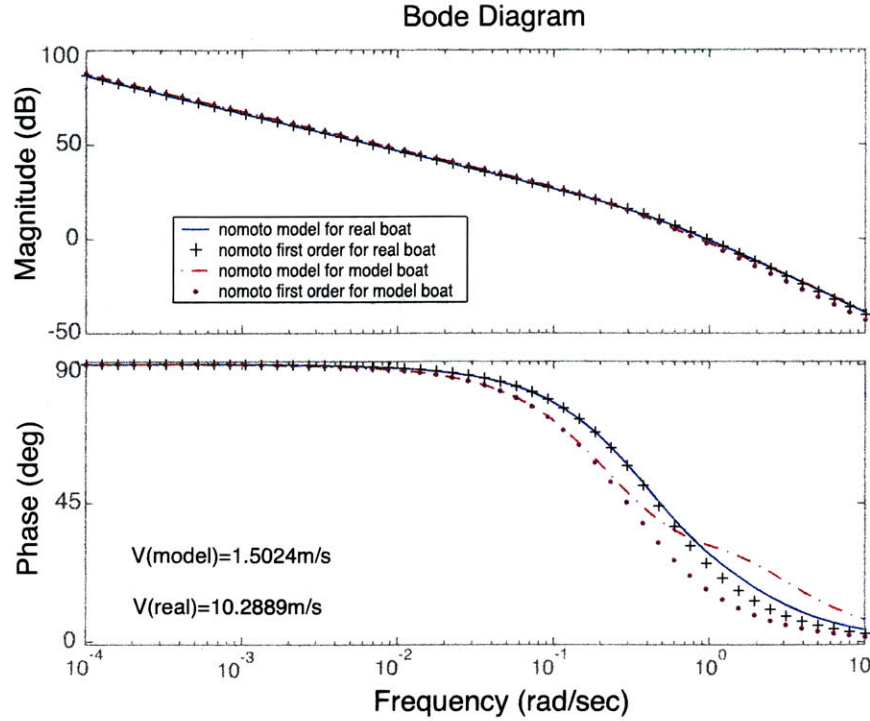 Bode Diagram
Magnitude (dB)
100
50
0
-50
nomoto model for real boat
nomoto first order for real boat
nomoto model for model boat
nomoto first order for model boat
Phase (deg)
90
45
0
V(model)=1.5024m/s
V(real)=10.2889m/s
10^-4
10^-3
10^-2
10^-1
10^0
10
Frequency (rad/sec)